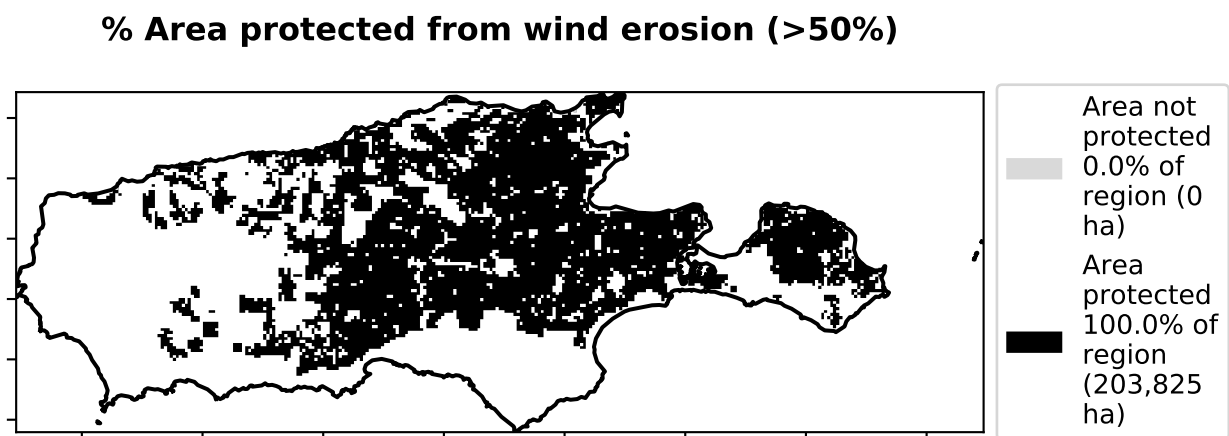 % Area protected from wind erosion (>50%)
Area not
protected
0.0% of
region (0
ha)
Area
protected
100.0% of
region
(203,825
ha)